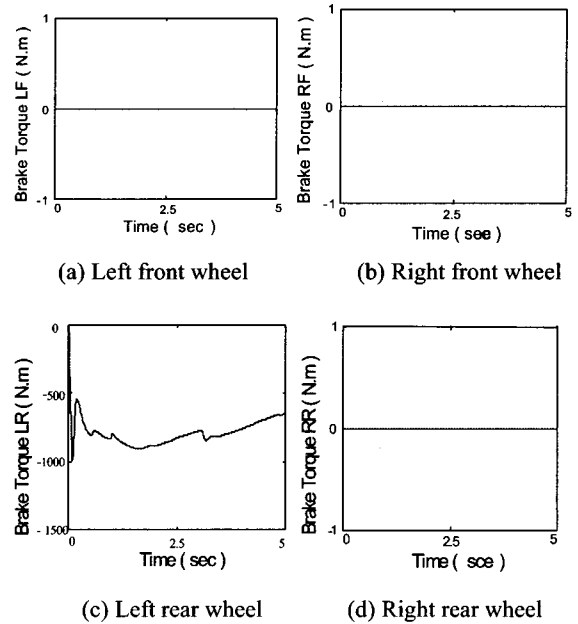 1
0
-1
Brake Torque LF ( N.m )
0 2.5 5
Time ( sec )
(a) Left front wheel
1
0
-1
Brake Torque RF ( N.m )
0 2.5 5
Time ( see )
(b) Right front wheel
0
-500
-1000
-1500
Brake Torque LR ( N.m )
0 2.5 5
Time ( sec )
(c) Left rear wheel
1
0
-1
Brake Torque RR ( N.m )
0 2.5 5
Time ( sce )
(d) Right rear wheel